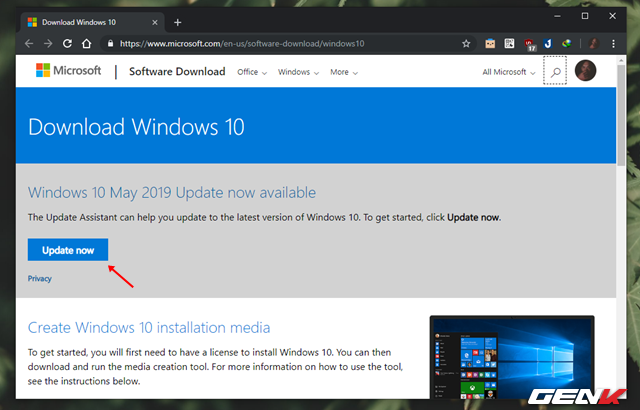 Download Windows 10
https://www.microsoft.com/en-us/software-download/windows10
17
Microsoft
Software Download
Office
Windows
More
All Microsoft
Download Windows 10
Windows 10 May 2019 Update now available
The Update Assistant can help you update to the latest version of Windows 10. To get started, click Update now.
Update now
Privacy
Create Windows 10 installation media
To get started, you will first need to have a license to install Windows 10. You can then
download and run the media creation tool. For more information on how to use the tool,
see the instructions below.
GENK